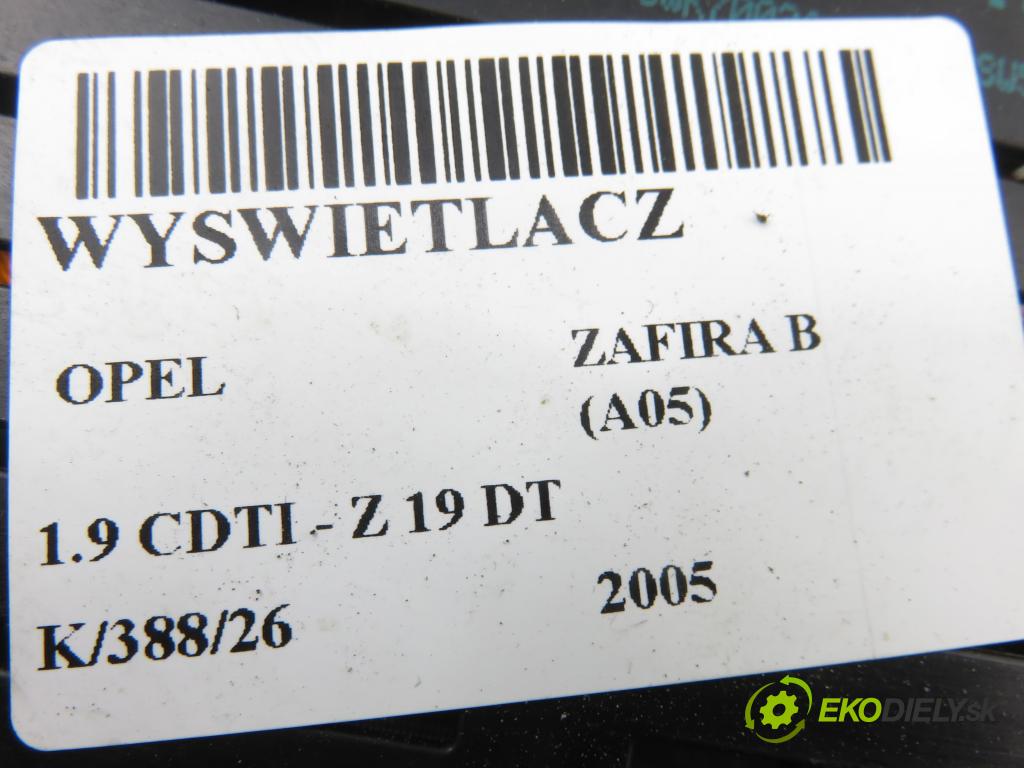 WYSWIETLACZ
OPEL
ZAFIRA B
(A05)
1.9 CDTI - Z 19 DT
K/388/26
2005
EKODIELY.sk